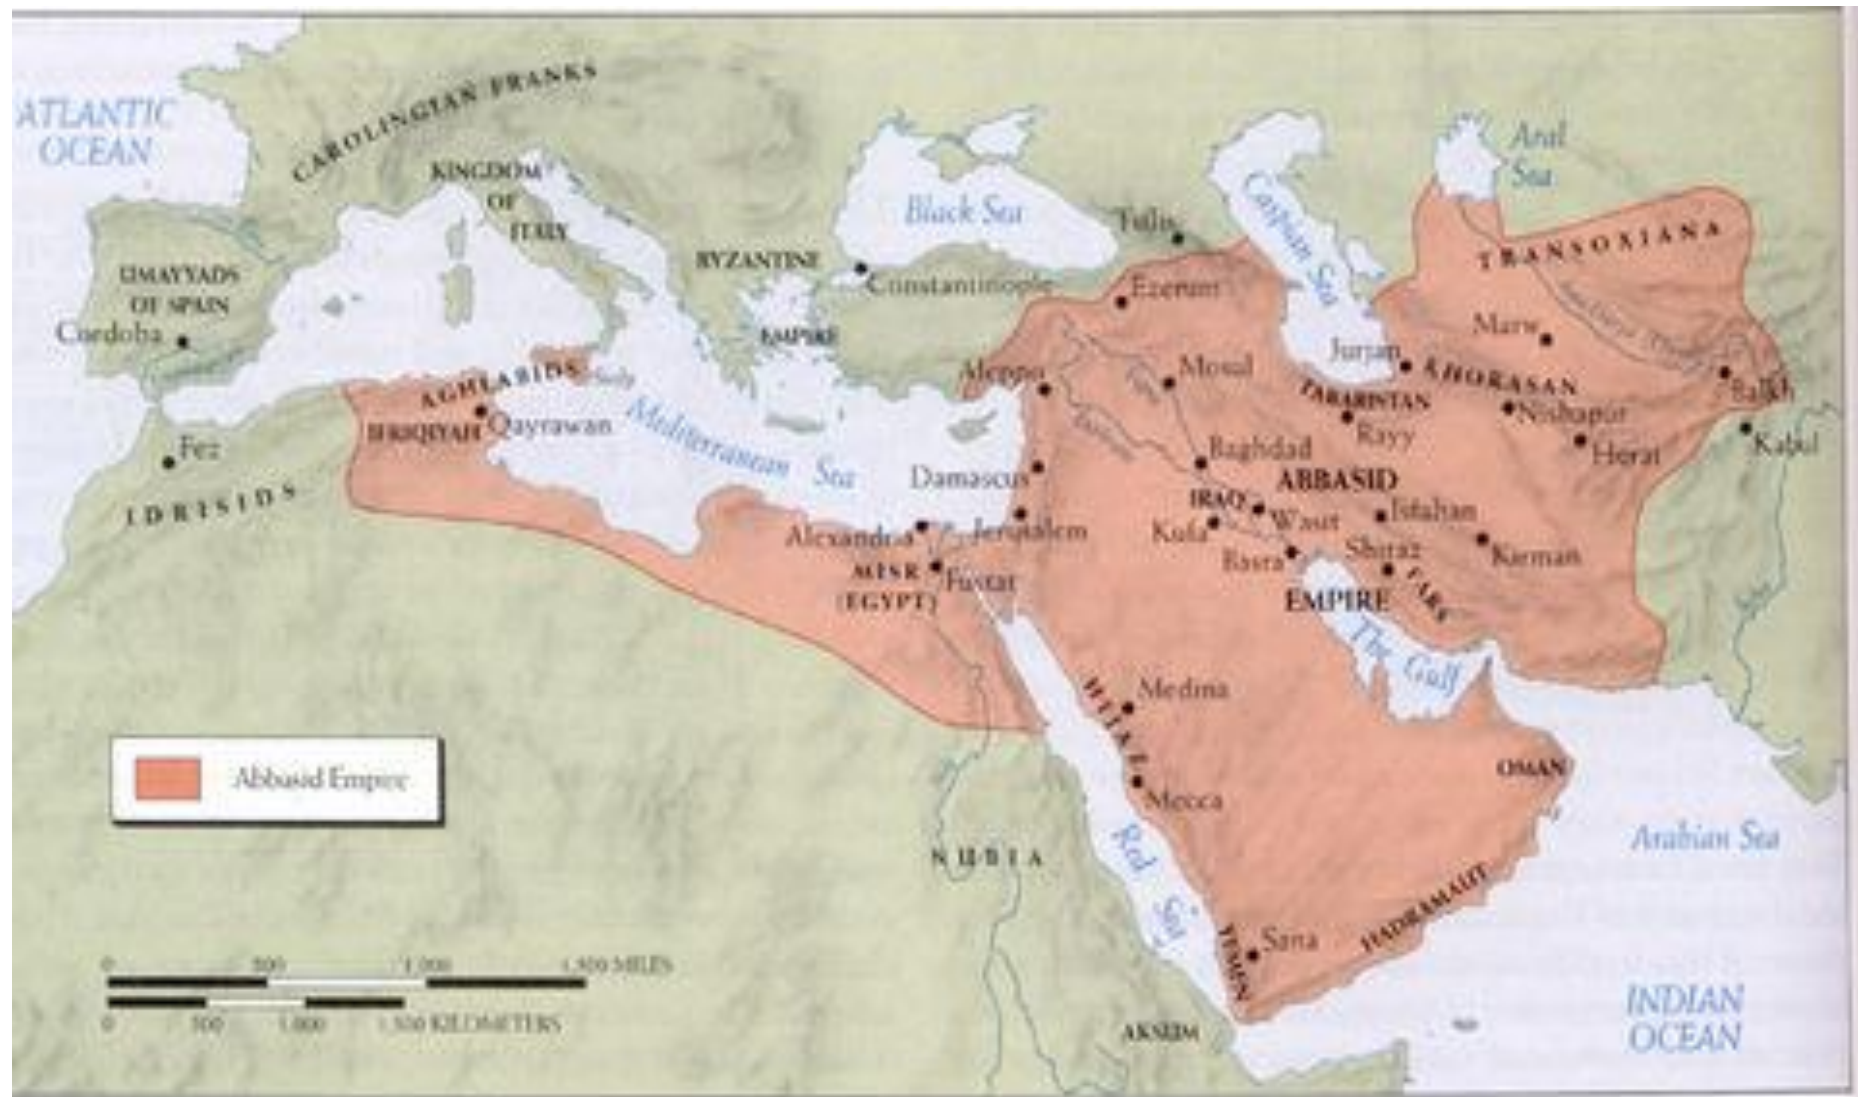 ATLANTIC
OCEAN
CAROLINGIAN FRANKS
KINGDOM
OF
ITALY
UMAYYADS
OF SPAIN
Cordoba
Fez
IDRISIDS
AGHLABIDS
Sicily
IFRIQIYAH
Qayrawan
Mediterranean Sea
BYZANTINE
EMPIRE
Constantinople
Black Sea
Tiflis
Caspian Sea
Aral
Sea
TRANSOXIANA
Ezerum
Aleppo
Mosul
Jurjan
Marw
KHORASAN
TABARISTAN
Nishapur
Balkh
Rayy
Herat
Kabul
Damascus
Baghdad
ABBASID
EMPIRE
IRAQ
Wasit
Kufa
Isfahan
Basra
Shiraz
Kirman
FARS
Alexandria
Jerusalem
MISR
(EGYPT)
Fustat
The Gulf
Medina
HIJAZ
Mecca
OMAN
Red Sea
Arabian Sea
NUBIA
YEMEN
Sana
HADRAMAUT
AKSUM
INDIAN
OCEAN
Abbasid Empire
0 500 1,000 1,500 MILES
0 500 1,000 1,500 KILOMETERS